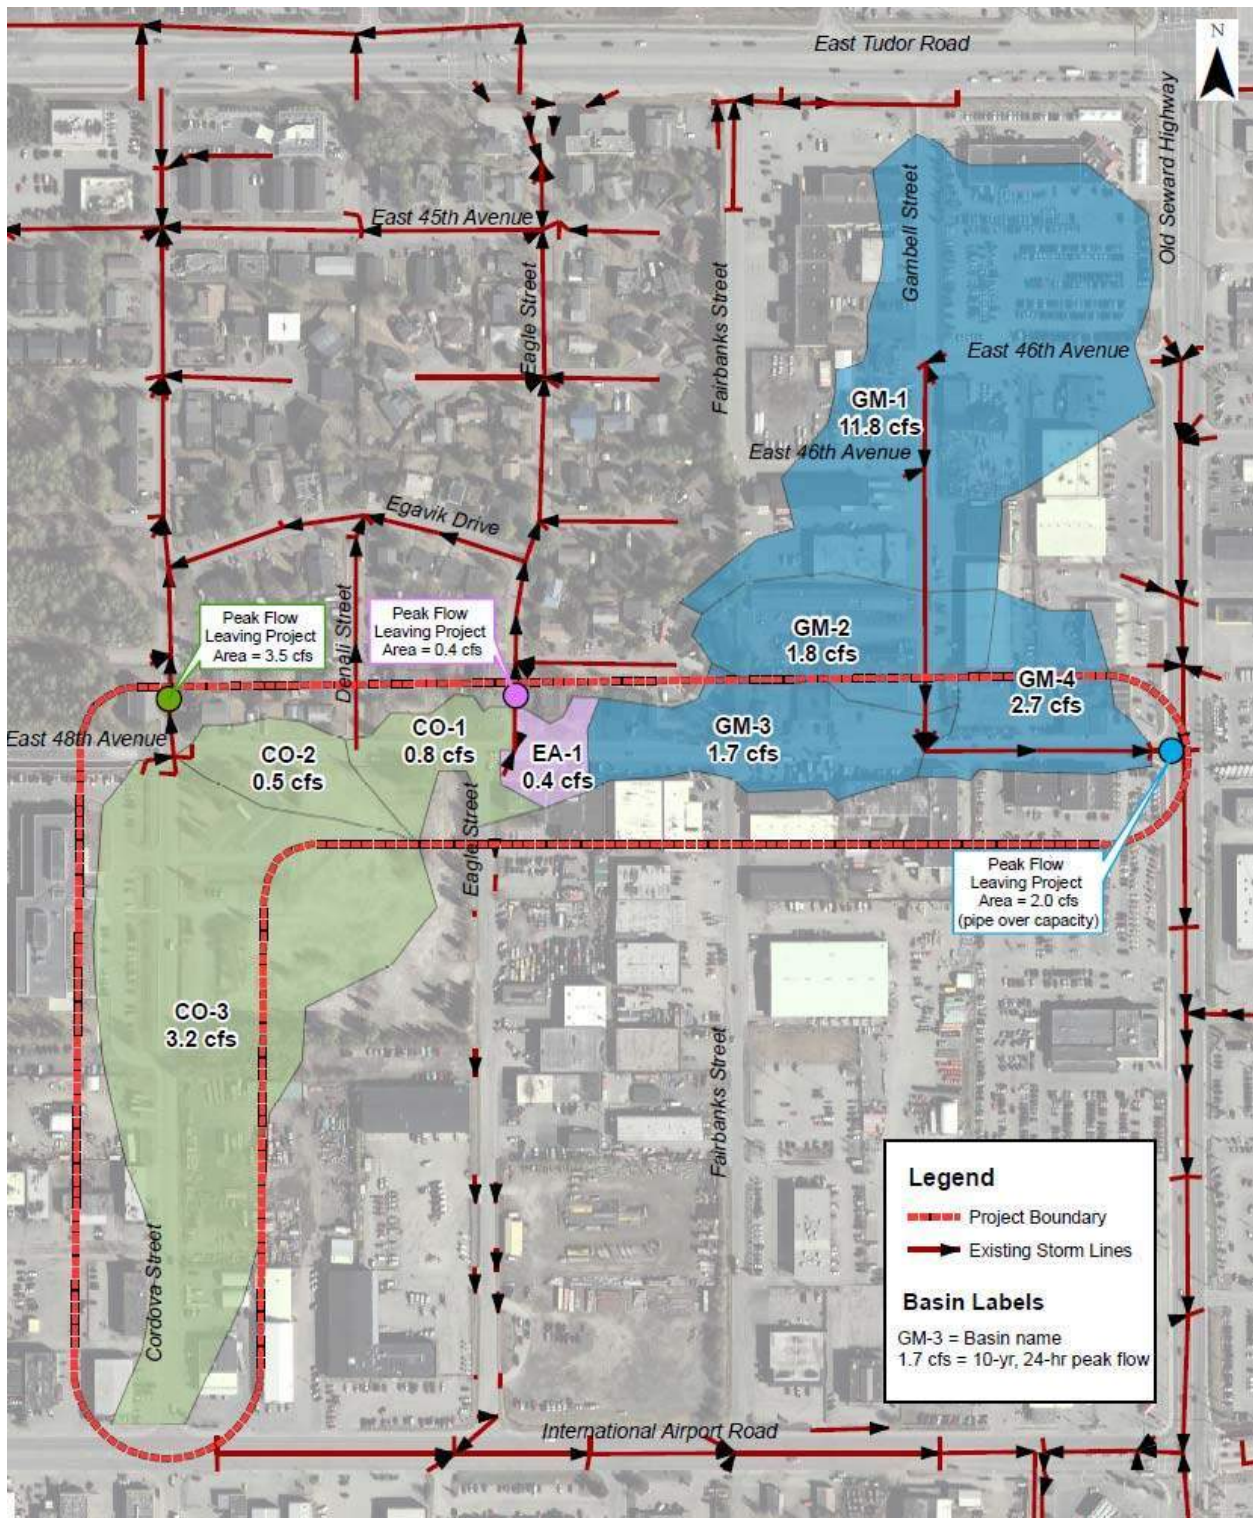 N
East Tudor Road
Old Seward Highway
Gambell Street
East 45th Avenue
Eagle Street
Fairbanks Street
East 46th Avenue
GM-1
11.8 cfs
East 46th Avenue
Egavik Drive
Denali Street
Peak Flow
Leaving Project
Area = 3.5 cfs
Peak Flow
Leaving Project
Area = 0.4 cfs
GM-2
1.8 cfs
GM-4
2.7 cfs
East 48th Avenue
CO-2
0.5 cfs
CO-1
0.8 cfs
EA-1
0.4 cfs
GM-3
1.7 cfs
Eagle Street
Peak Flow
Leaving Project
Area = 2.0 cfs
(pipe over capacity)
CO-3
3.2 cfs
Fairbanks Street
Cordova Street
International Airport Road
Legend
Project Boundary
Existing Storm Lines
Basin Labels
GM-3 = Basin name
1.7 cfs = 10-yr, 24-hr peak flow